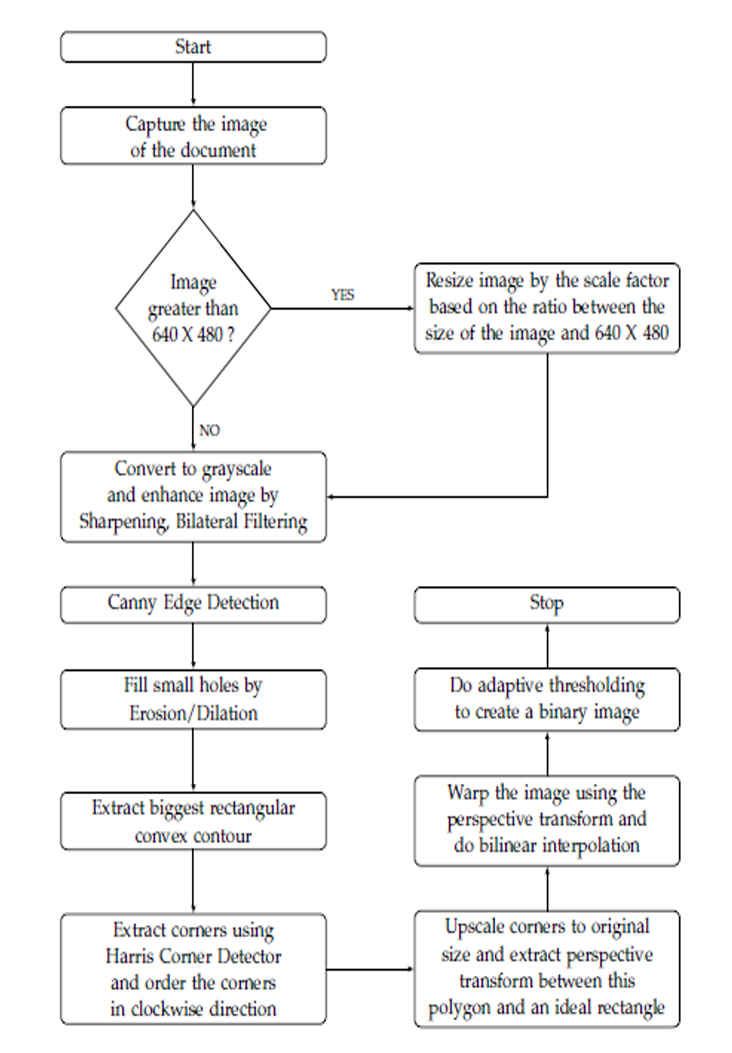 Start
Capture the image
of the document
Image
greater than
640 X 480 ?
YES
Resize image by the scale factor
based on the ratio between the
size of the image and 640 X 480
NO
Convert to grayscale
and enhance image by
Sharpening, Bilateral Filtering
Canny Edge Detection
Fill small holes by
Erosion/Dilation
Extract biggest rectangular
convex contour
Extract corners using
Harris Corner Detector
and order the corners
in clockwise direction
Upscale corners to original
size and extract perspective
transform between this
polygon and an ideal rectangle
Warp the image using the
perspective transform and
do bilinear interpolation
Do adaptive thresholding
to create a binary image
Stop